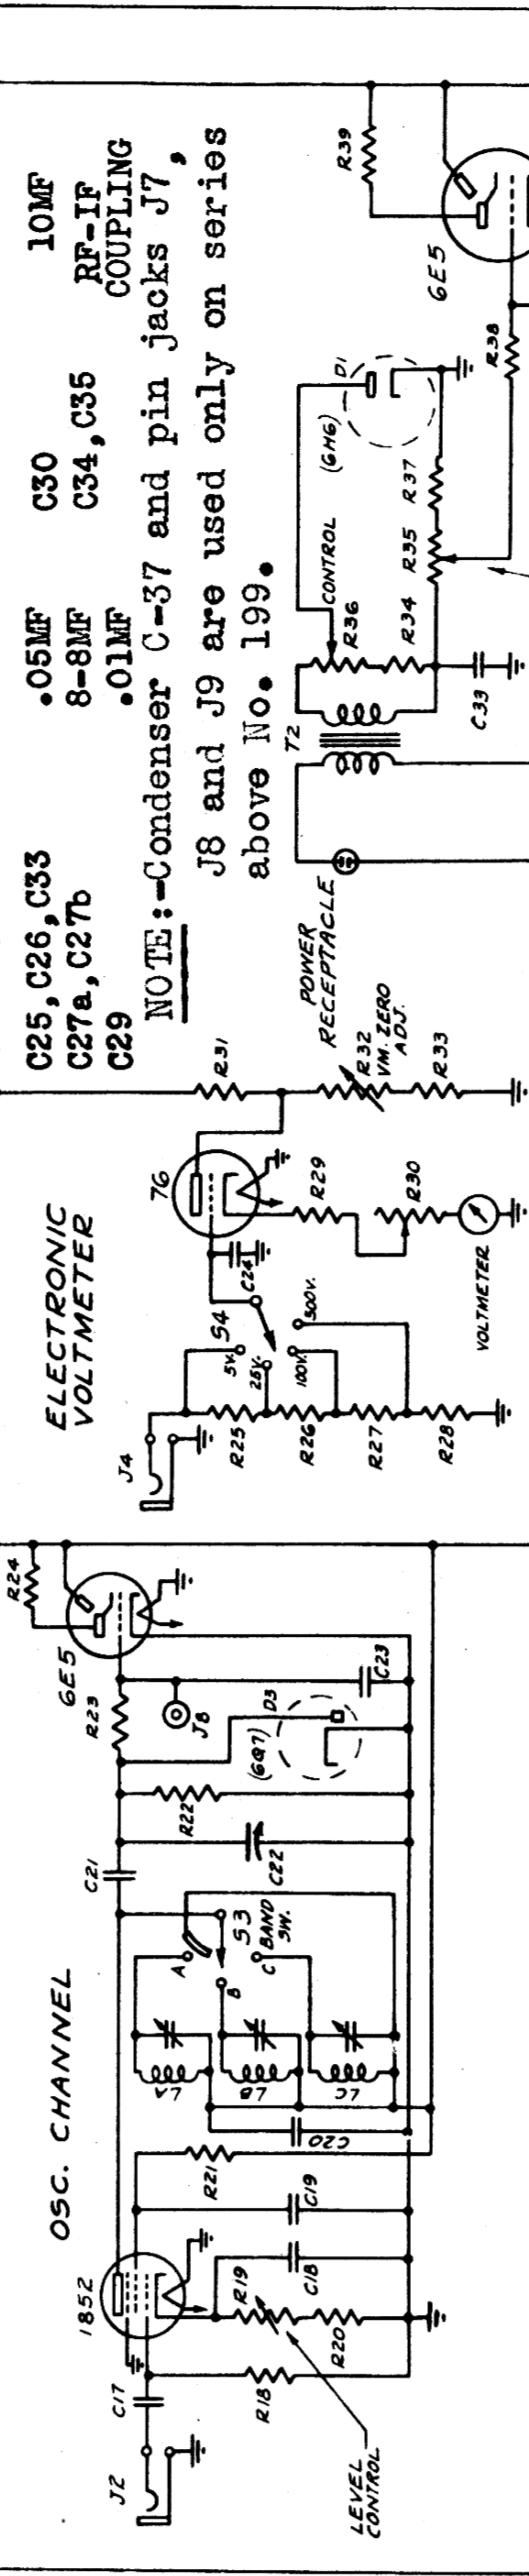 C25, C26, C33 .05MF C30 10MF
C27a, C27b 8-8MF C34, C35 RF-IF
C29 .01MF COUPLING
NOTE:-Condenser C-37 and pin jacks J7,
J8 and J9 are used only on series
above No. 199.
OSC. CHANNEL
J2
C17
1852
R18
LEVEL
CONTROL
R19
R20
C18
C19
R21
C20
LA
LB
LC
A
B
C
S3
BAND
SW.
C21
C22
R22
R23
J8
(6Q7)
D3
C23
6E5
R24
ELECTRONIC
VOLTMETER
J4
R25
R26
R27
R28
5V.
25V.
100V.
500V.
S4
C24
76
R29
R30
VOLTMETER
R31
R32
VM. ZERO
ADJ.
R33
POWER
RECEPTACLE
T2
CONTROL
R36
R34
C33
R35
R37
(6H6)
D1
R38
6E5
R39